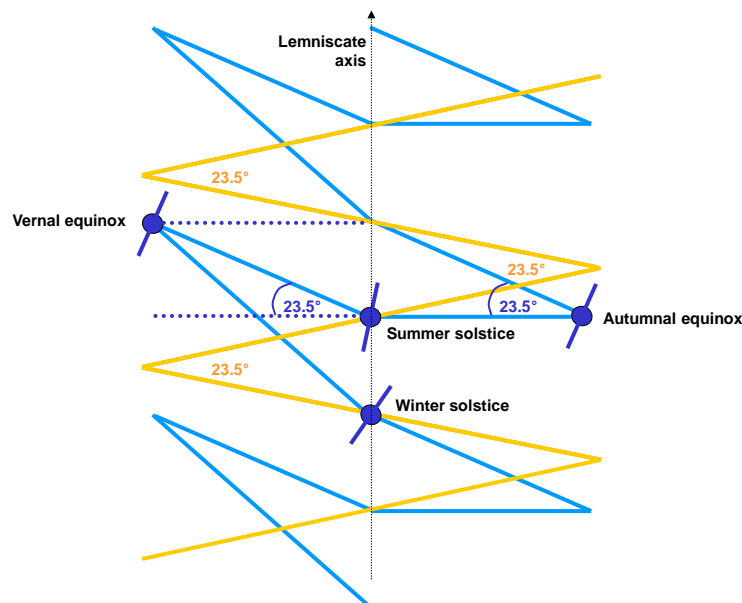 Lemniscate
axis
23.5°
Vernal equinox
23.5°
23.5°
23.5°
Summer solstice
Autumnal equinox
23.5°
Winter solstice